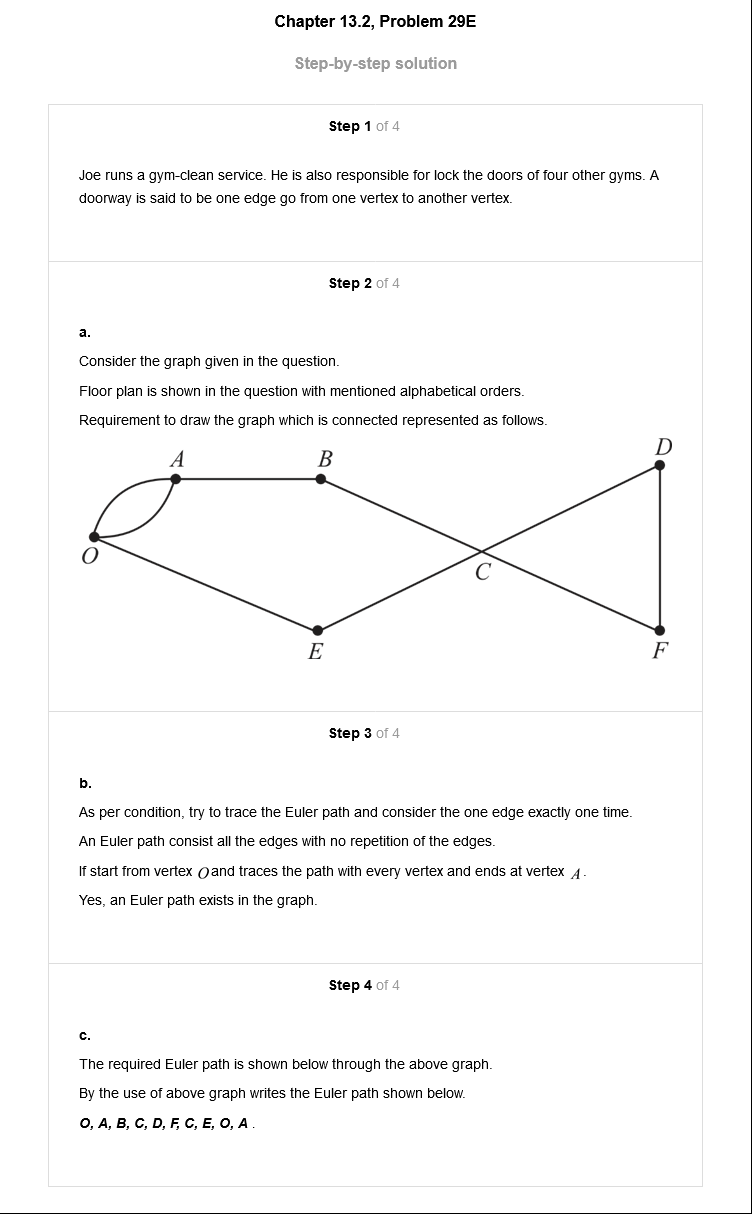 Chapter 13.2, Problem 29E
Step-by-step solution
Step 1 of 4
Joe runs a gym-clean service. He is also responsible for lock the doors of four other gyms. A
doorway is said to be one edge go from one vertex to another vertex.
Step 2 of 4
a.
Consider the graph given in the question.
Floor plan is shown in the question with mentioned alphabetical orders.
Requirement to draw the graph which is connected represented as follows.
A
B
D
O
C
E
F
Step 3 of 4
b.
As per condition, try to trace the Euler path and consider the one edge exactly one time.
An Euler path consist all the edges with no repetition of the edges.
If start from vertex O and traces the path with every vertex and ends at vertex A.
Yes, an Euler path exists in the graph.
Step 4 of 4
c.
The required Euler path is shown below through the above graph.
By the use of above graph writes the Euler path shown below.
O, A, B, C, D, F, C, E, O, A .